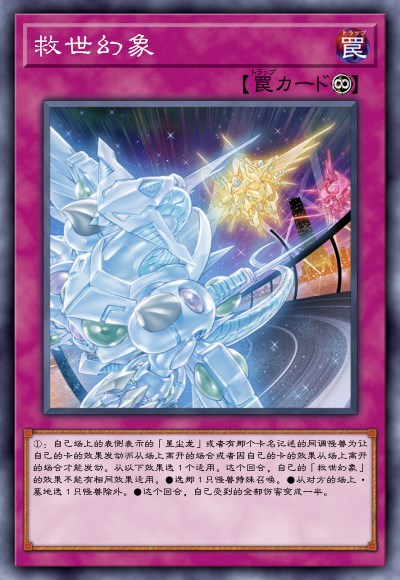 救世幻象
トラップ
罠
トラップ
【罠カード】
①：自己场上的表侧表示的「星尘龙」或者有那个卡名记述的同调怪兽为让
自己的卡的效果发动而从场上离开的场合或者因自己的卡的效果从场上离开
的场合才能发动。从以下效果选１个适用。这个回合，自己的「救世幻象」
的效果不能有相同效果适用。●选那１只怪兽特殊召唤。●从对方的场上・
墓地选１只怪兽除外。●这个回合，自己受到的全部伤害变成一半。